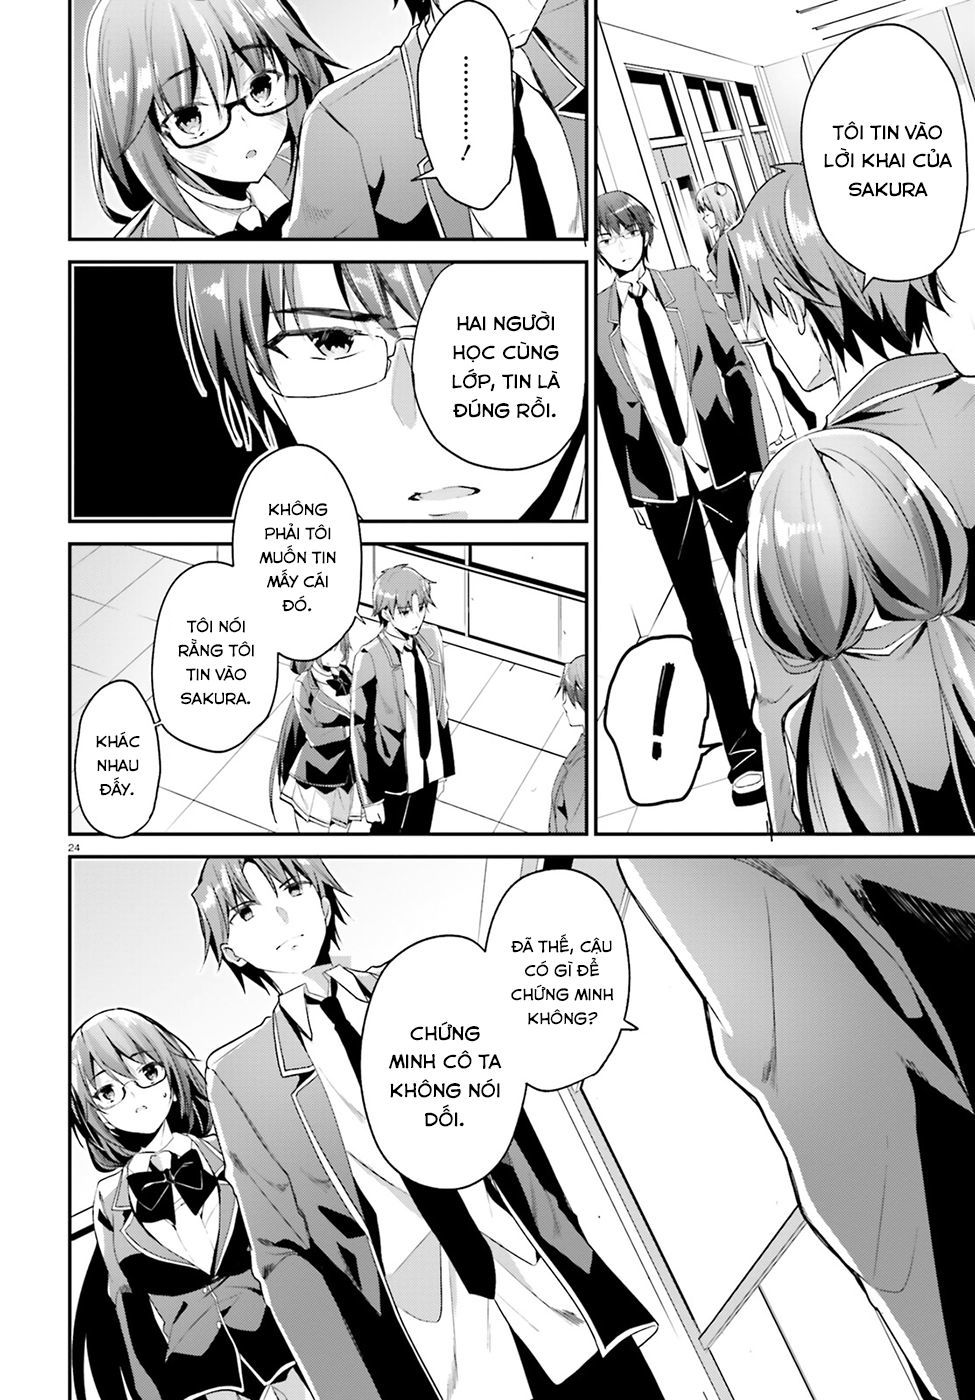 TÔI TIN VÀO
LỜI KHAI CỦA
SAKURA
!
.........
HAI NGƯỜI
HỌC CÙNG
LỚP, TIN LÀ
ĐÚNG RỒI.
KHÔNG
PHẢI TÔI
MUỐN TIN
MẤY CÁI
ĐÓ.
TÔI NÓI
RẰNG TÔI
TIN VÀO
SAKURA.
KHÁC
NHAU
ĐẤY.
24
ĐÃ THẾ, CẬU
CÓ GÌ ĐỂ
CHỨNG MINH
KHÔNG?
CHỨNG
MINH CÔ TA
KHÔNG NÓI
DỐI.